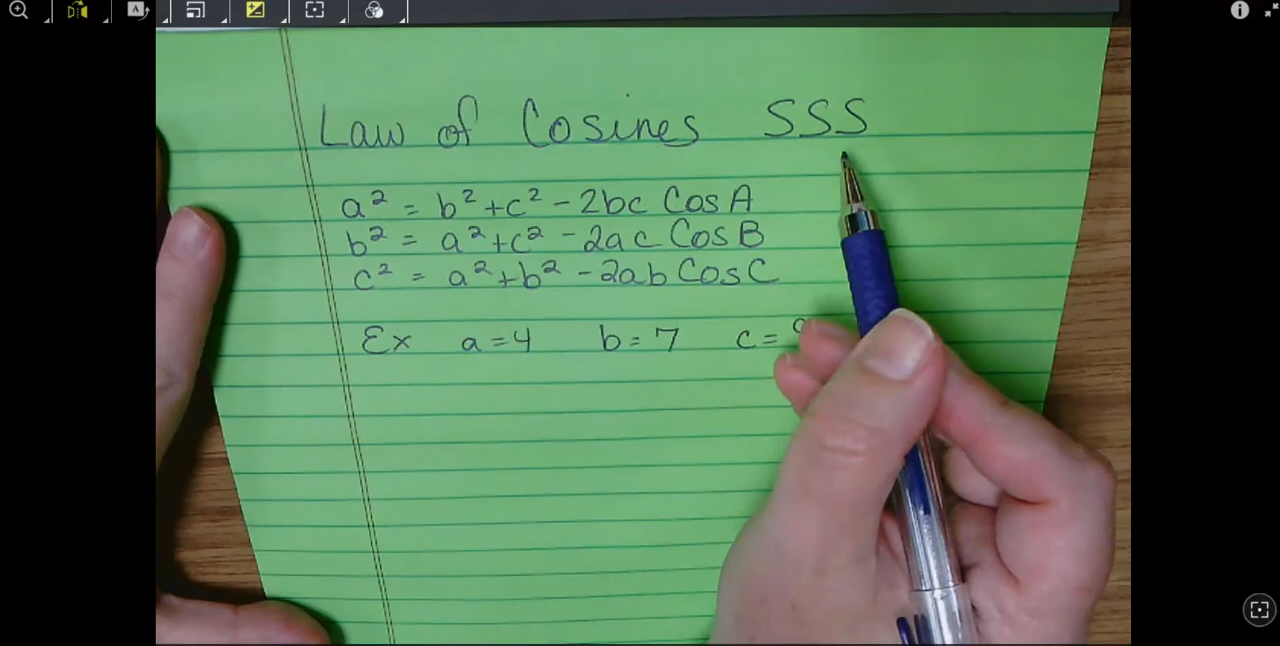 Law of Cosines SSS
a² = b² + c² - 2bc Cos A
b² = a² + c² - 2ac Cos B
c² = a² + b² - 2ab Cos C
Ex a = 4 b = 7 c =